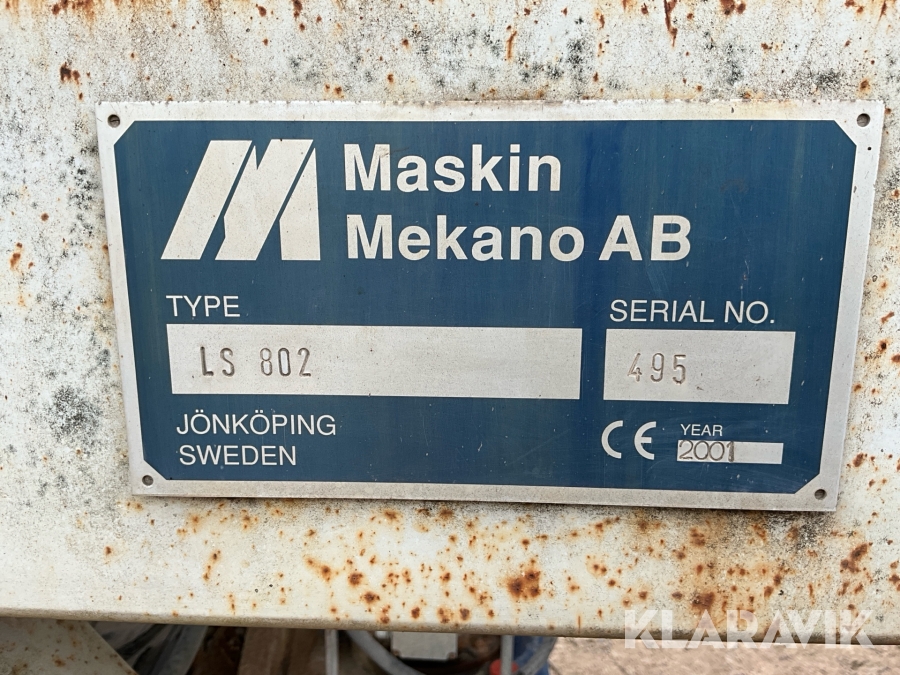 Maskin
Mekano AB
TYPE
SERIAL NO.
LS 802
495
JÖNKÖPING
SWEDEN
CE
YEAR
2001
KLARAVIK